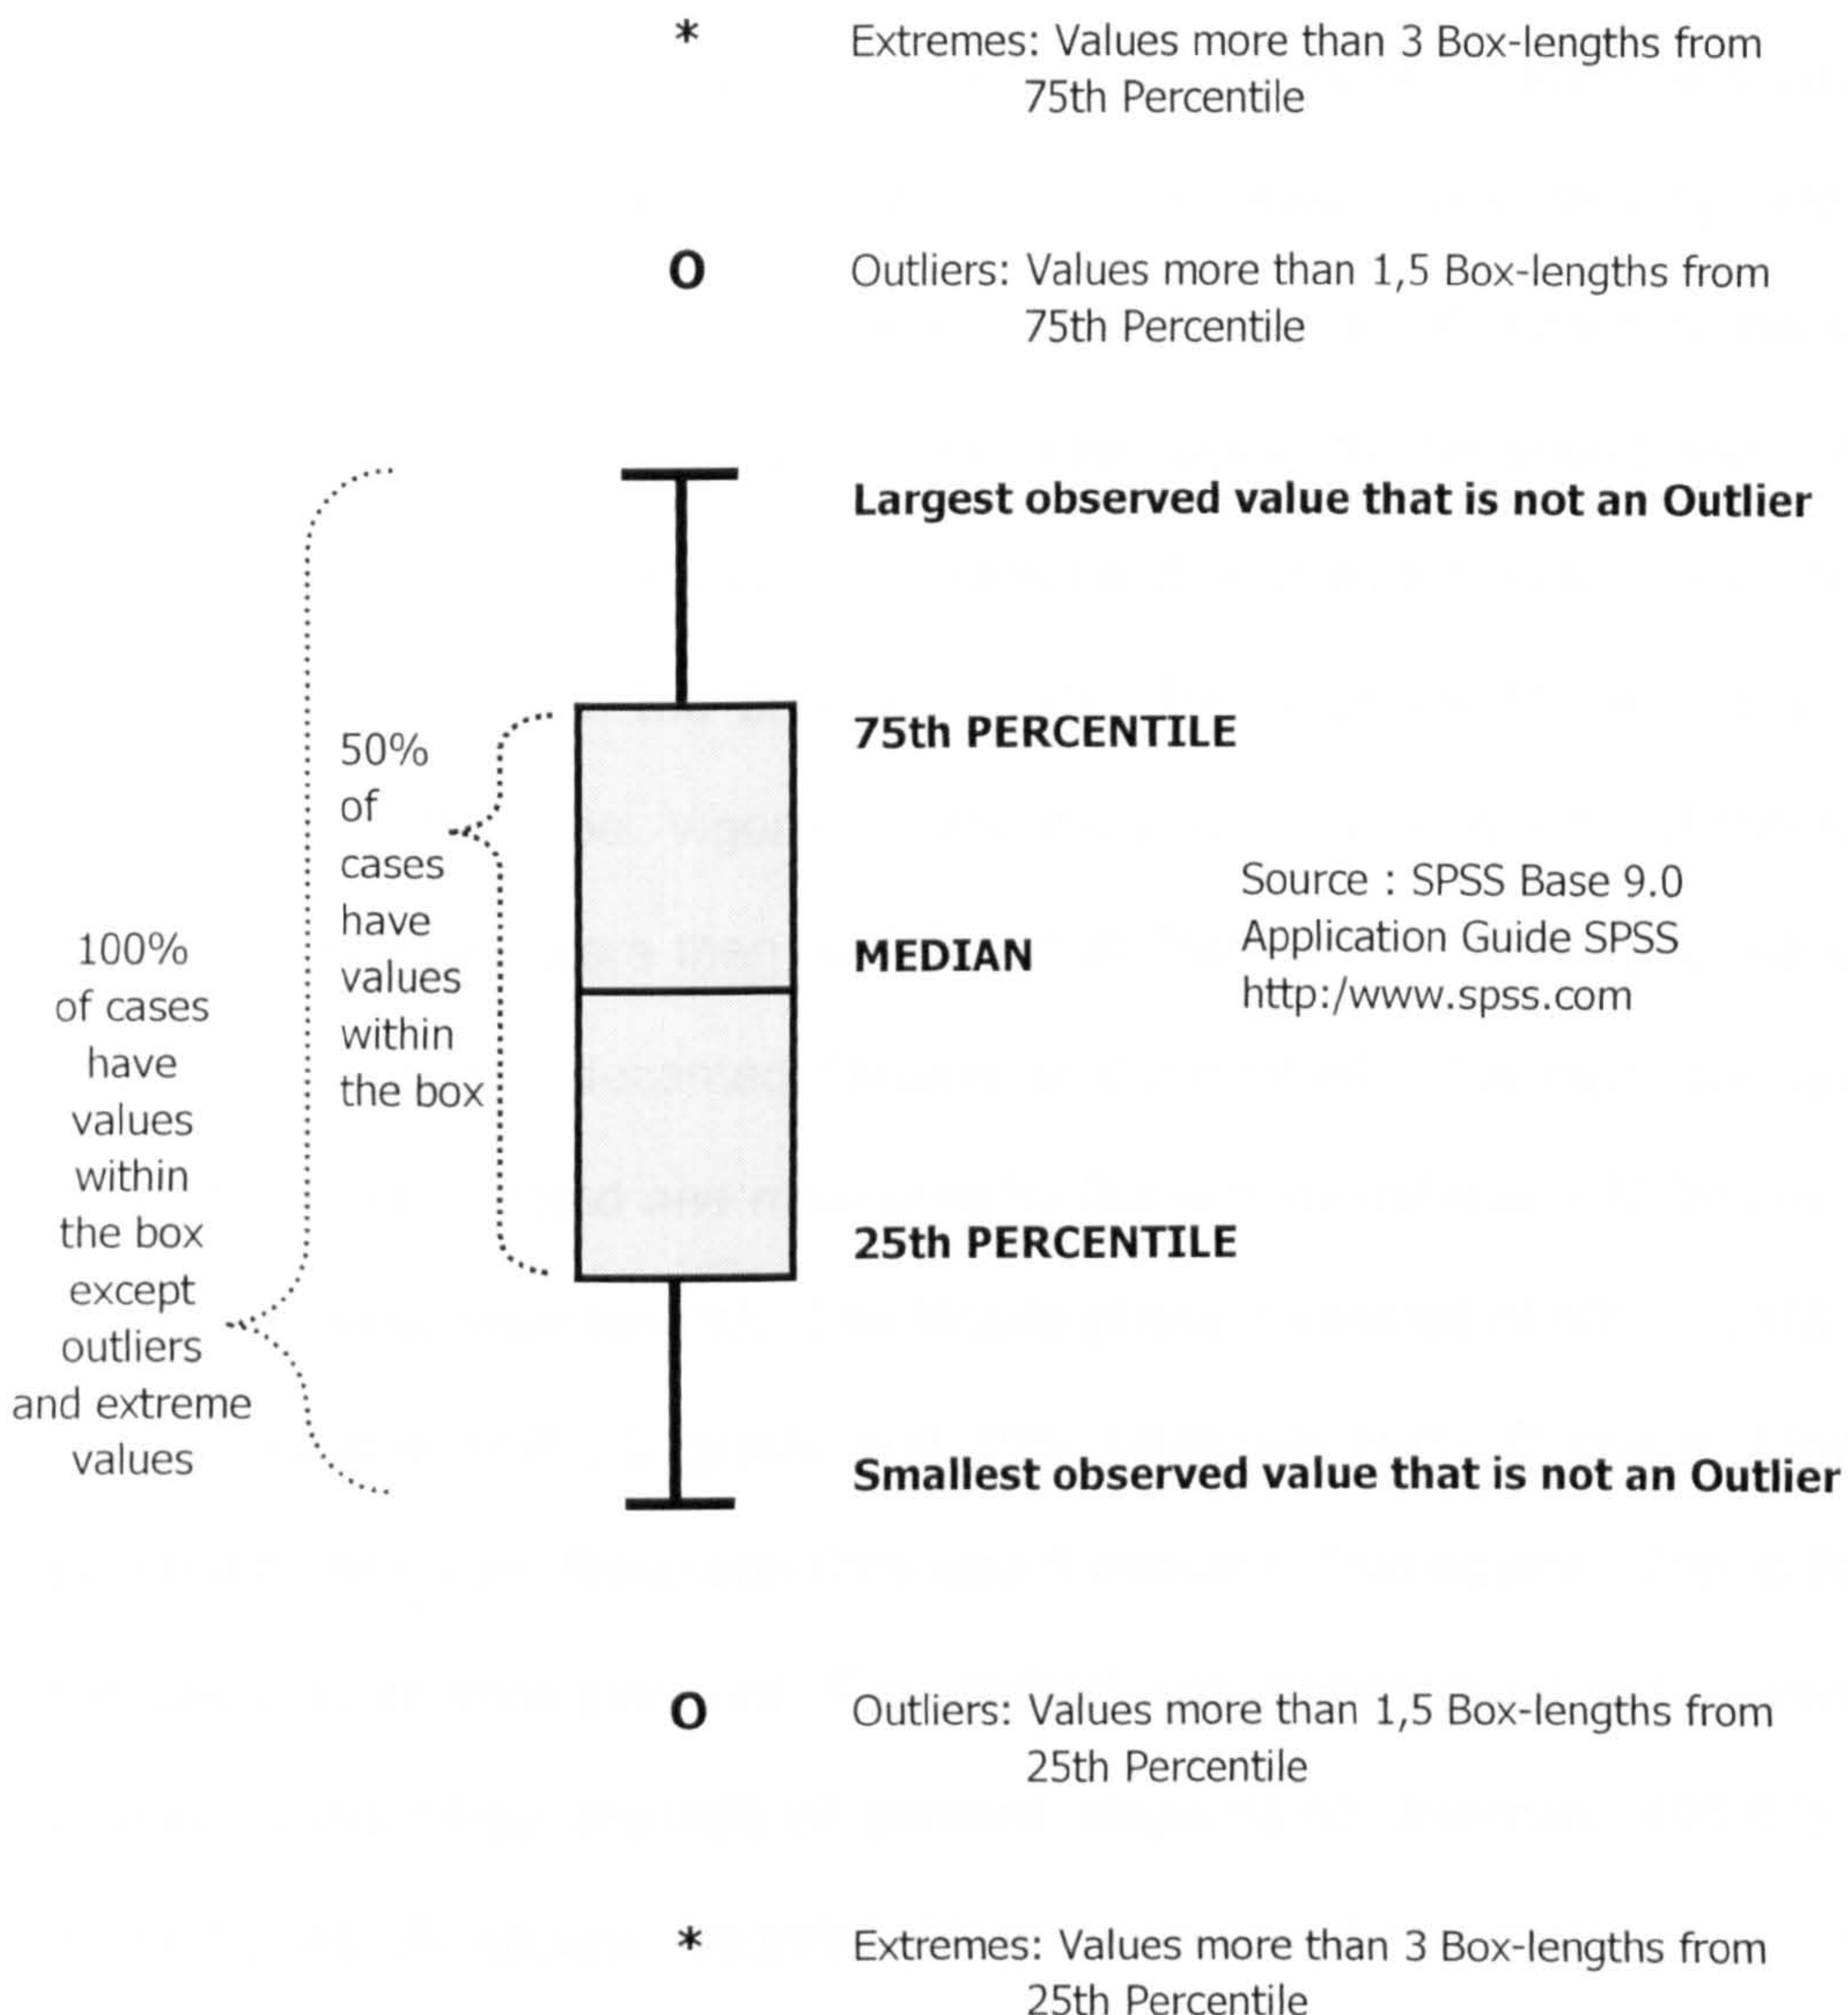 * Extremes: Values more than 3 Box-lengths from
75th Percentile
O Outliers: Values more than 1,5 Box-lengths from
75th Percentile
Largest observed value that is not an Outlier
75th PERCENTILE
50%
of
cases
have
values
within
the box
MEDIAN
Source : SPSS Base 9.0
Application Guide SPSS
http:/www.spss.com
100%
of cases
have
values
within
the box
except
outliers
and extreme
values
25th PERCENTILE
Smallest observed value that is not an Outlier
O Outliers: Values more than 1,5 Box-lengths from
25th Percentile
* Extremes: Values more than 3 Box-lengths from
25th Percentile